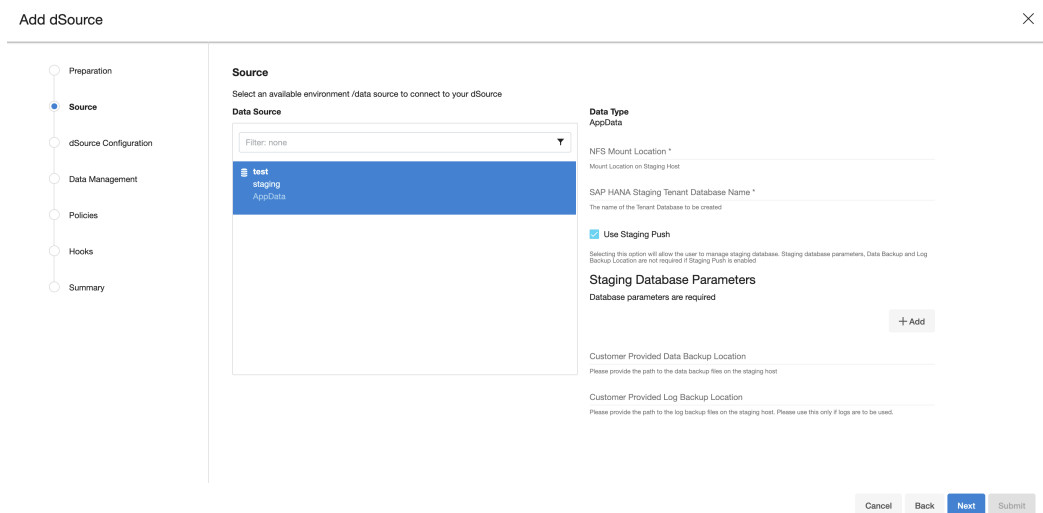 Add dSource
Preparation
Source
dSource Configuration
Data Management
Policies
Hooks
Summary
Source
Select an available environment /data source to connect to your dSource
Data Source
Filter: none
test
staging
AppData
Data Type
AppData
NFS Mount Location *
Mount Location on Staging Host
SAP HANA Staging Tenant Database Name *
The name of the Tenant Database to be created
Use Staging Push
Selecting this option will allow the user to manage staging database. Staging database parameters, Data Backup and Log
Backup Location are not required if Staging Push is enabled
Staging Database Parameters
Database parameters are required
+ Add
Customer Provided Data Backup Location
Please provide the path to the data backup files on the staging host
Customer Provided Log Backup Location
Please provide the path to the log backup files on the staging host. Please use this only if logs are to be used.
Cancel Back Next Submit